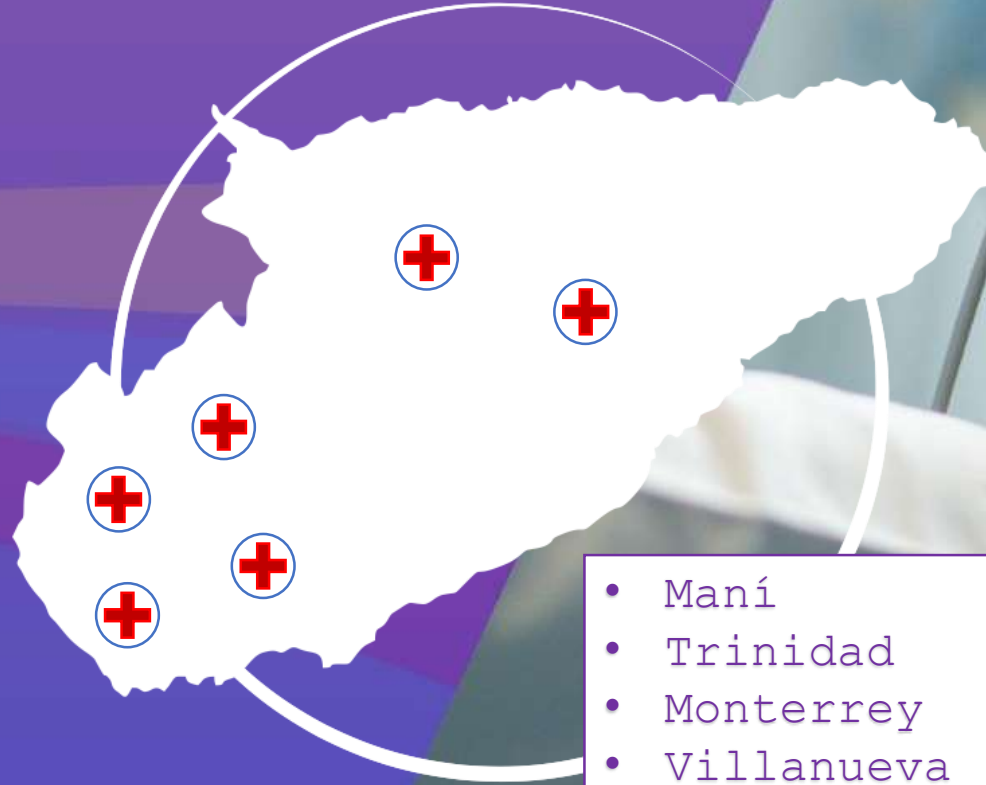 • Maní
• Trinidad
• Monterrey
• Villanueva